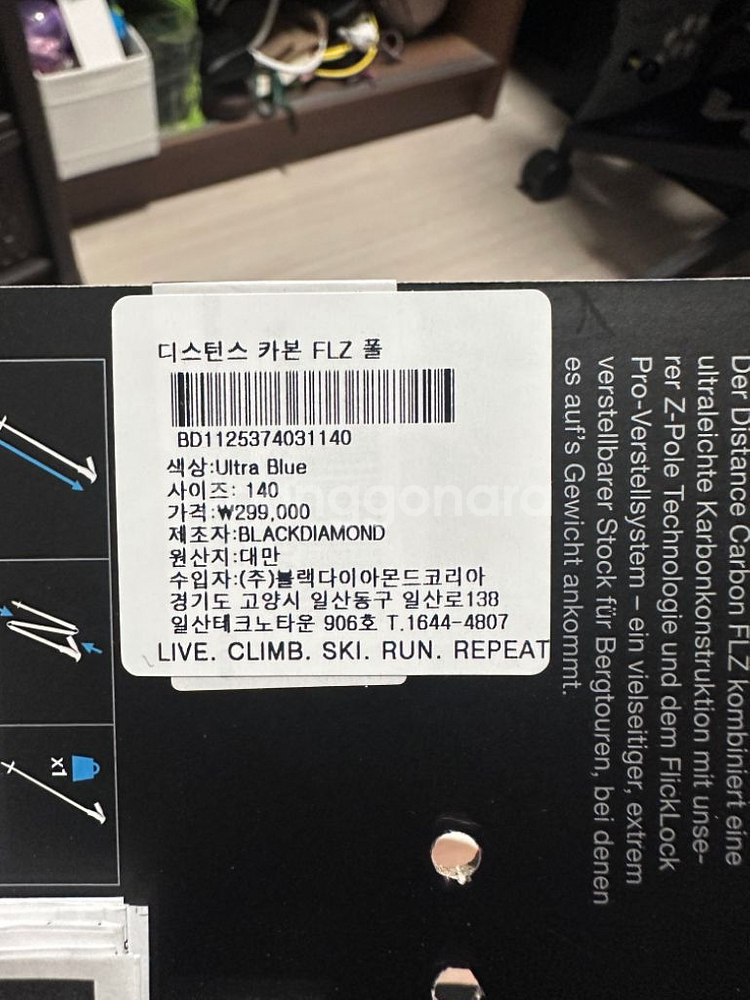 디스턴스 카본 FLZ 폴
BD1125374031140
색상:Ultra Blue
사이즈: 140
가격:₩299,000
제조자:BLACKDIAMOND
원산지:대만
수입자:(주)블랙다이아몬드코리아
경기도 고양시 일산동구 일산로138
일산테크노타운 906호 T.1644-4807
LIVE. CLIMB. SKI. RUN. REPEAT
Der Distance Carbon FLZ kombiniert eine
ultraleichte Karbonkonstruktion mit unse-
rer Z-Pole Technologie und dem FlickLock
Pro-Verstellsystem – ein vielseitiger, extrem
verstellbarer Stock für Bergtouren, bei denen
es auf's Gewicht ankommt.
x1